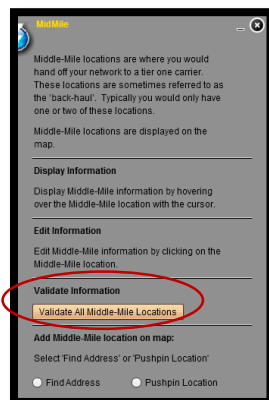 MidMile
Middle-Mile locations are where you would
hand off your network to a tier one carrier.
These locations are sometimes referred to as
the 'back-haul'. Typically you would only have
one or two of these locations.
Middle-Mile locations are displayed on the
map.
Display Information
Display Middle-Mile information by hovering
over the Middle-Mile location with the cursor.
Edit Information
Edit Middle-Mile information by clicking on the
Middle-Mile location.
Validate Information
Validate All Middle-Mile Locations
Add Middle-Mile location on map:
Select 'Find Address' or 'Pushpin Location'
Find Address Pushpin Location